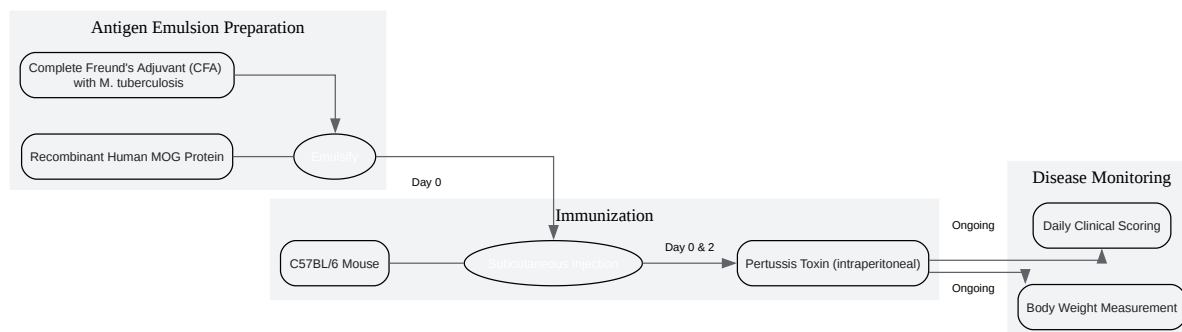 Antigen Emulsion Preparation
Complete Freund's Adjuvant (CFA)
with M. tuberculosis
Recombinant Human MOG Protein
Emulsify
Day 0
Immunization
C57BL/6 Mouse
Subcutaneous Injection
Day 0 & 2
Pertussis Toxin (intraperitoneal)
Disease Monitoring
Ongoing
Daily Clinical Scoring
Ongoing
Body Weight Measurement